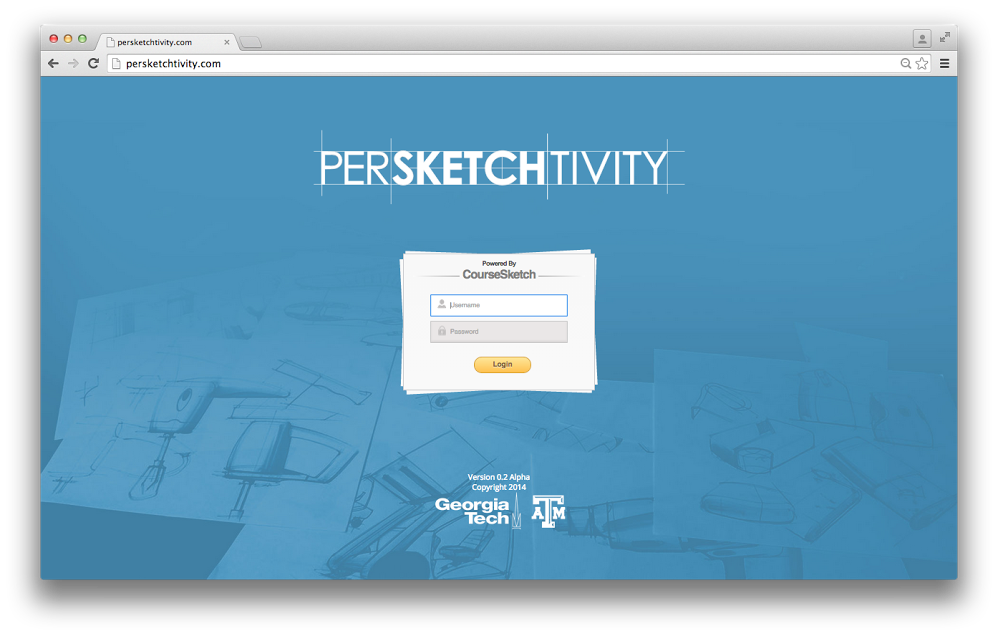 persketchtivity.com
persketchtivity.com
PERSKETCHTIVITY
Powered By
CourseSketch
Username
Password
Login
Version 0.2 Alpha
Copyright 2014
Georgia
Tech
ATM